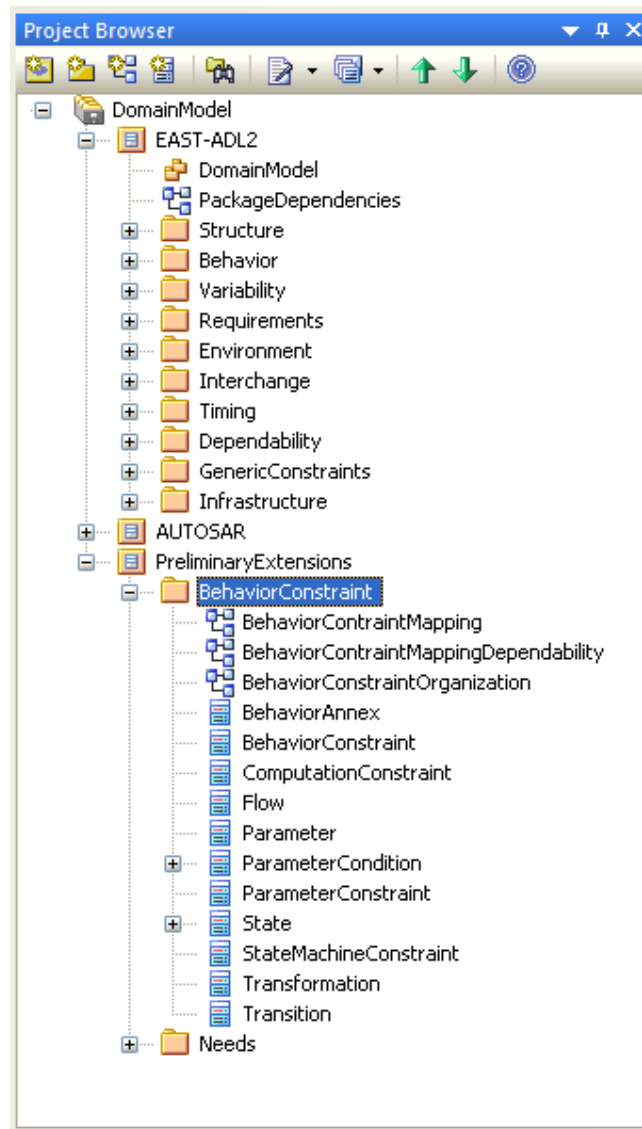 Project Browser
DomainModel
EAST-ADL2
DomainModel
PackageDependencies
Structure
Behavior
Variability
Requirements
Environment
Interchange
Timing
Dependability
GenericConstraints
Infrastructure
AUTOSAR
PreliminaryExtensions
BehaviorConstraint
BehaviorContraintMapping
BehaviorContraintMappingDependability
BehaviorConstraintOrganization
BehaviorAnnex
BehaviorConstraint
ComputationConstraint
Flow
Parameter
ParameterCondition
ParameterConstraint
State
StateMachineConstraint
Transformation
Transition
Needs